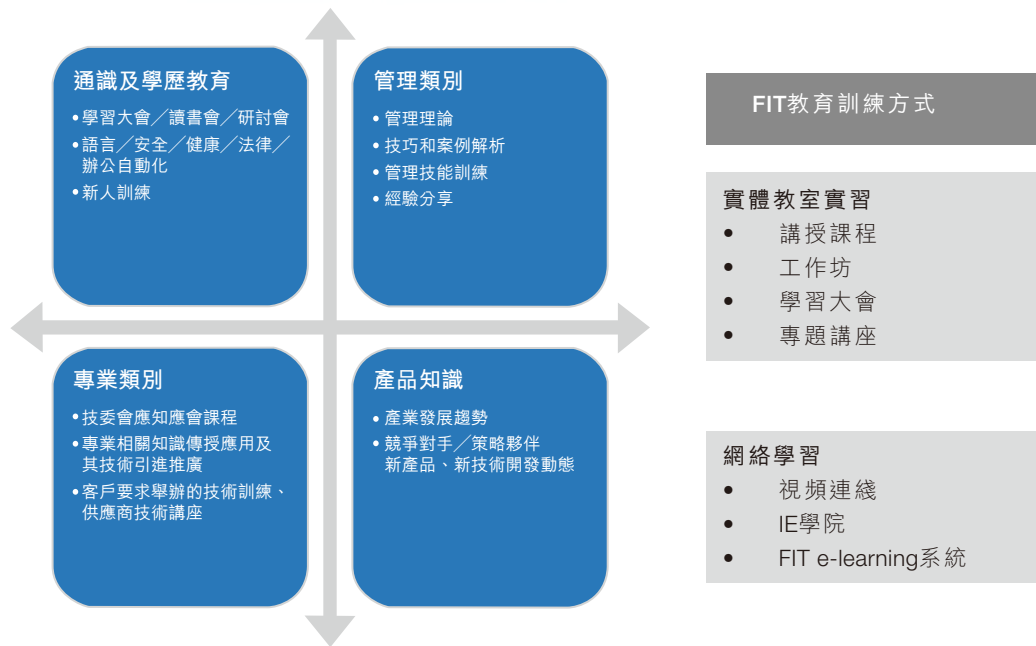 通識及學歷教育
•學習大會╱讀書會╱研討會
•語言╱安全╱健康╱法律╱
辦公自動化
•新人訓練
管理類別
•管理理論
•技巧和案例解析
•管理技能訓練
•經驗分享
專業類別
•技委會應知應會課程
•專業相關知識傳授應用及
其技術引進推廣
•客戶要求舉辦的技術訓練、
供應商技術講座
產品知識
•產業發展趨勢
•競爭對手╱策略夥伴
新產品、新技術開發動態
FIT教育訓練方式
實體教室實習
• 講授課程
• 工作坊
• 學習大會
• 專題講座
網絡學習
• 視頻連綫
• IE學院
• FIT e-learning系統